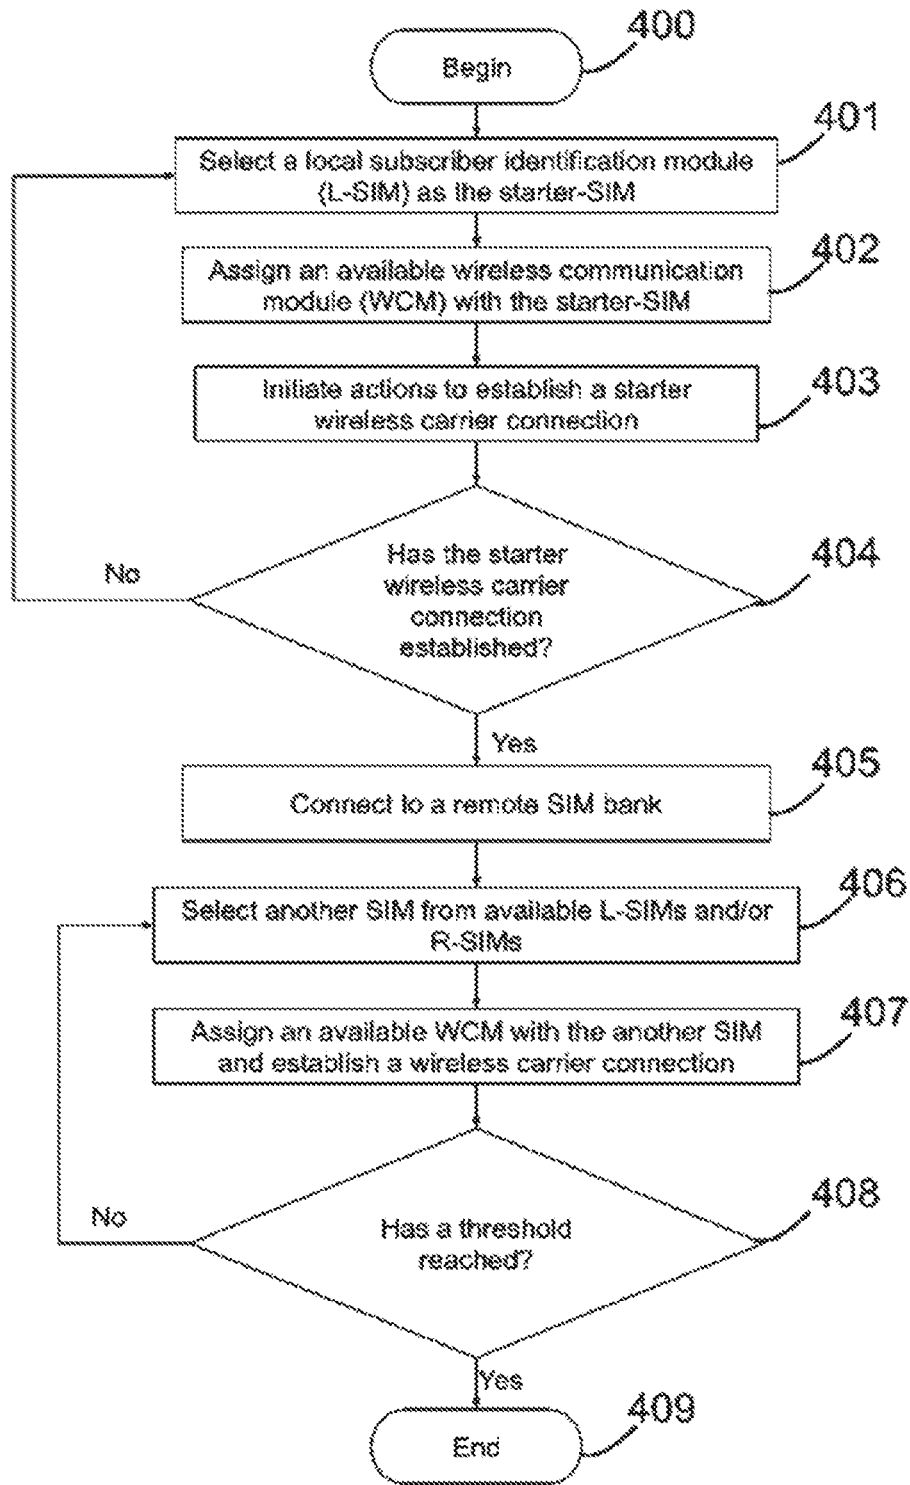 400
Begin
401
Select a local subscriber identification module
(L-SIM) as the starter-SIM
402
Assign an available wireless communication
module (WCM) with the starter-SIM
403
Initiate actions to establish a starter
wireless carrier connection
404
Has the starter
wireless carrier
connection
established?
No
Yes
405
Connect to a remote SIM bank
406
Select another SIM from available L-SIMs and/or
R-SIMs
407
Assign an available WCM with the another SIM
and establish a wireless carrier connection
408
Has a threshold
reached?
No
Yes
409
End